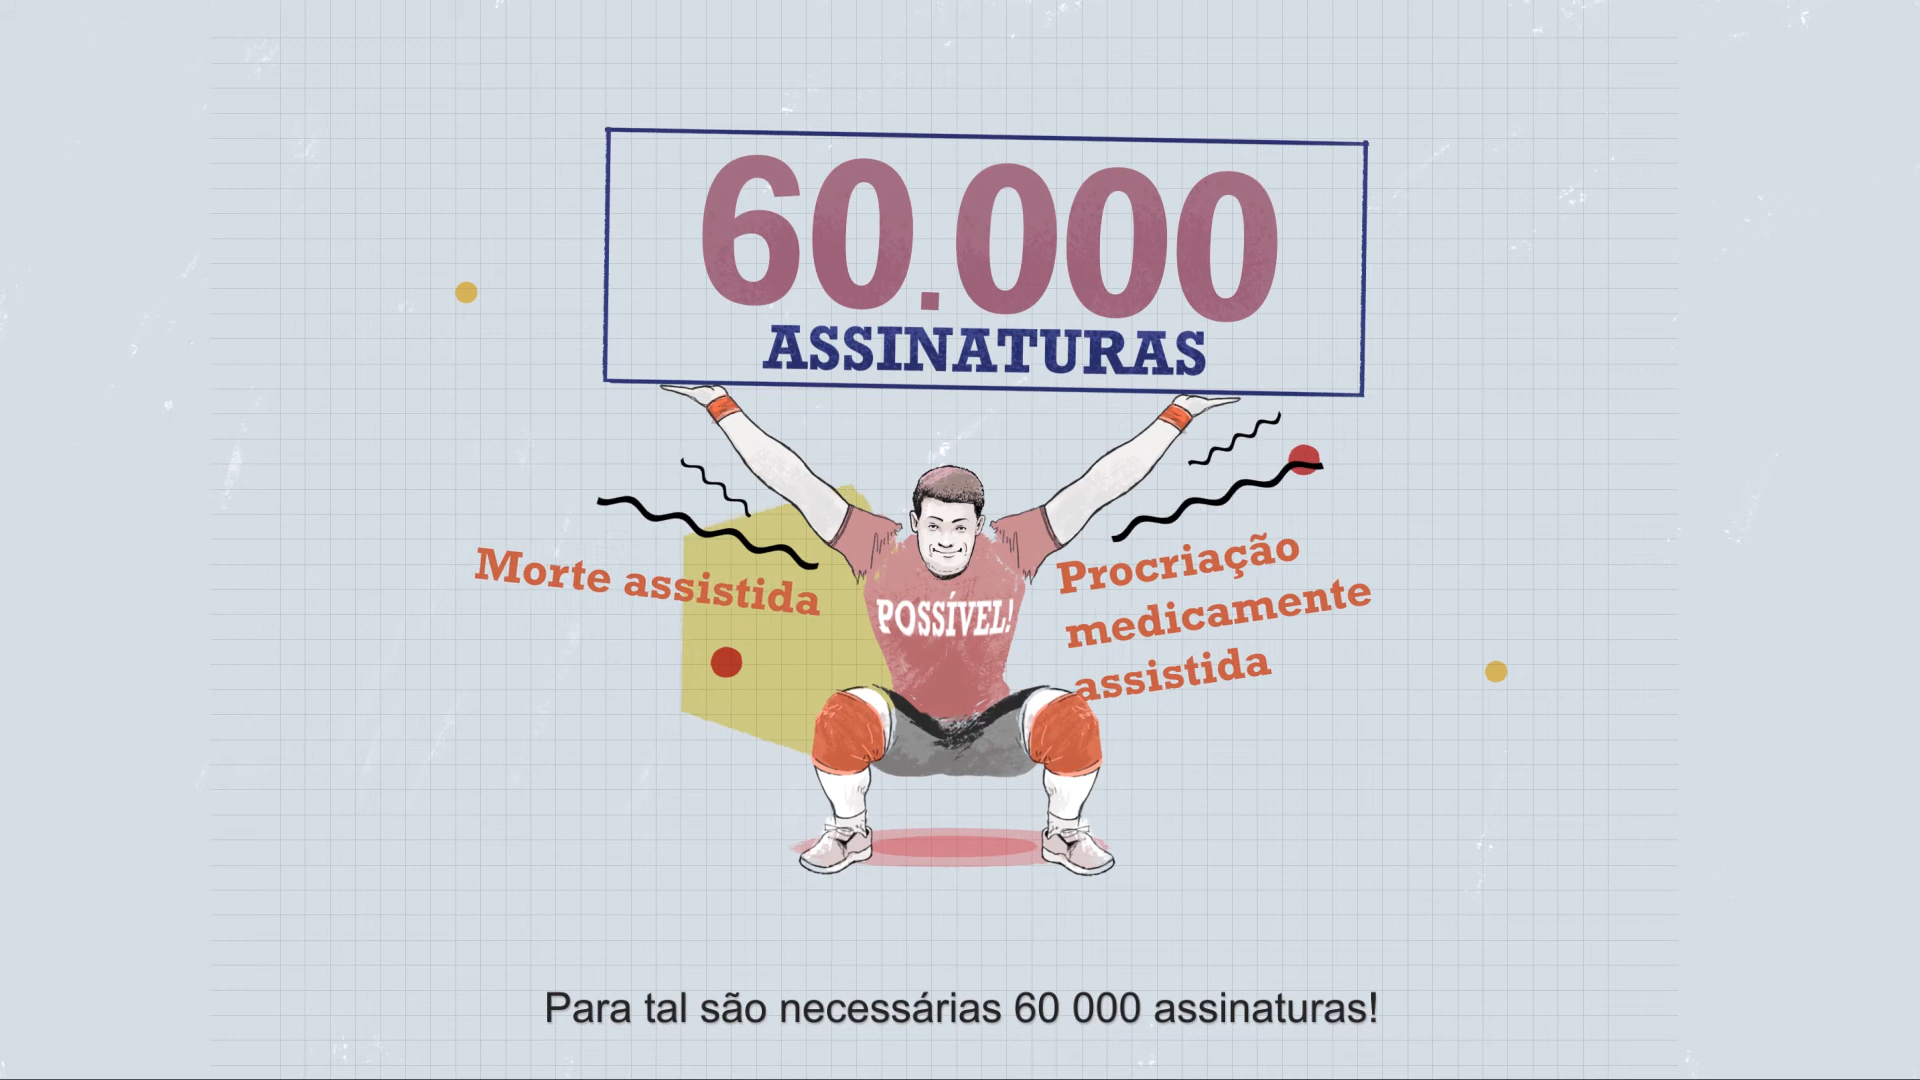 60.000
ASSINATURAS
Morte assistida
Procriação
medicamente
assistida
POSSÍVEL!
Para tal são necessárias 60 000 assinaturas!